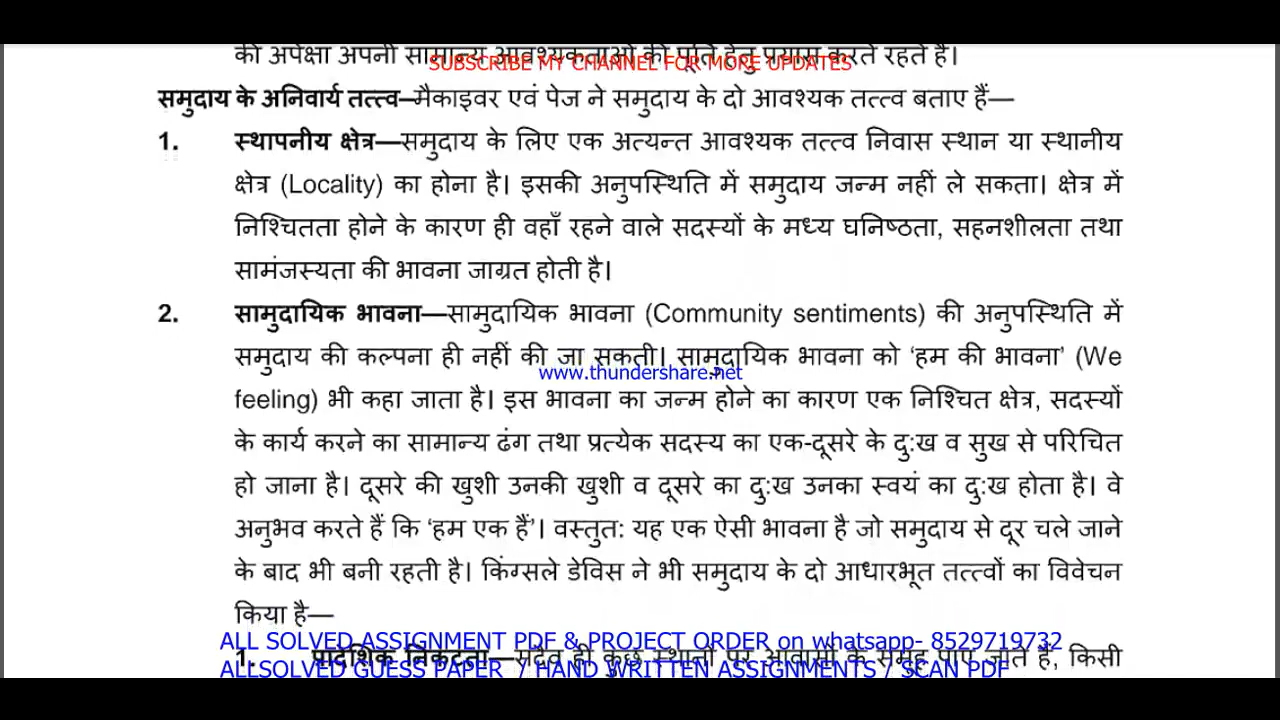 की अपेक्षा अपनी सामान्य आवश्यकताओं की पूर्ति हेतु प्रयास करते रहते हैं।
SUBSCRIBE MY CHANNEL FOR MORE UPDATES
समुदाय के अनिवार्य तत्त्व—मैकाइवर एवं पेज ने समुदाय के दो आवश्यक तत्त्व बताए हैं—
1. स्थापनीय क्षेत्र—समुदाय के लिए एक अत्यन्त आवश्यक तत्त्व निवास स्थान या स्थानीय
क्षेत्र (Locality) का होना है। इसकी अनुपस्थिति में समुदाय जन्म नहीं ले सकता। क्षेत्र में
निश्चितता होने के कारण ही वहाँ रहने वाले सदस्यों के मध्य घनिष्ठता, सहनशीलता तथा
सामंजस्यता की भावना जाग्रत होती है।
2. सामुदायिक भावना—सामुदायिक भावना (Community sentiments) की अनुपस्थिति में
समुदाय की कल्पना ही नहीं की जा सकती। सामुदायिक भावना को ‘हम की भावना’ (We
www.thundershare.net
feeling) भी कहा जाता है। इस भावना का जन्म होने का कारण एक निश्चित क्षेत्र, सदस्यों
के कार्य करने का सामान्य ढंग तथा प्रत्येक सदस्य का एक-दूसरे के दु:ख व सुख से परिचित
हो जाना है। दूसरे की खुशी उनकी खुशी व दूसरे का दु:ख उनका स्वयं का दु:ख होता है। वे
अनुभव करते हैं कि ‘हम एक हैं’। वस्तुत: यह एक ऐसी भावना है जो समुदाय से दूर चले जाने
के बाद भी बनी रहती है। किंग्सले डेविस ने भी समुदाय के दो आधारभूत तत्त्वों का विवेचन
किया है—
ALL SOLVED ASSIGNMENT PDF & PROJECT ORDER on whatsapp- 8529719732
1. प्रादेशिक निकटता—सदैव ही कुछ स्थानों पर आवासों के समूह पाए जाते हैं, किसी
ALLSOLVED GUESS PAPER / HAND WRITTEN ASSIGNMENTS / SCAN PDF